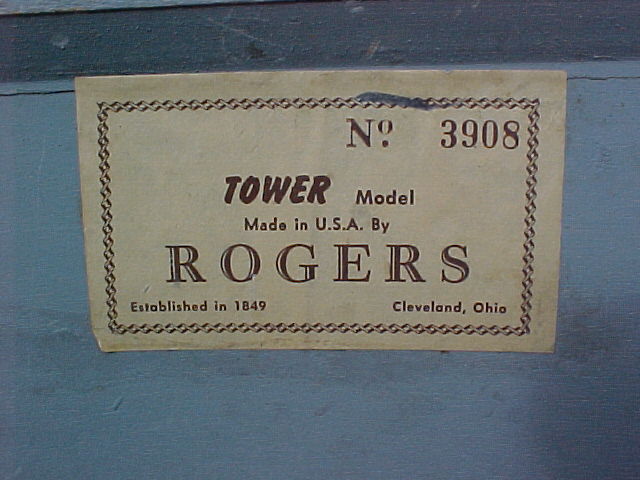 Nº 3908
TOWER Model
Made in U.S.A. By
ROGERS
Established in 1849 Cleveland, Ohio